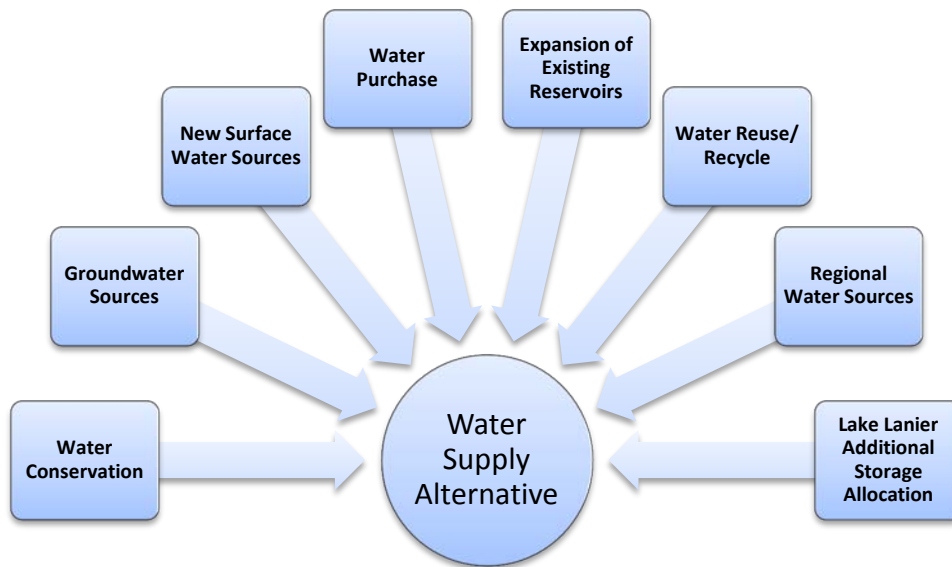 Water
Purchase
Expansion of
Existing
Reservoirs
New Surface
Water Sources
Water Reuse/
Recycle
Groundwater
Sources
Regional
Water Sources
Water
Conservation
Water
Supply
Alternative
Lake Lanier
Additional
Storage
Allocation